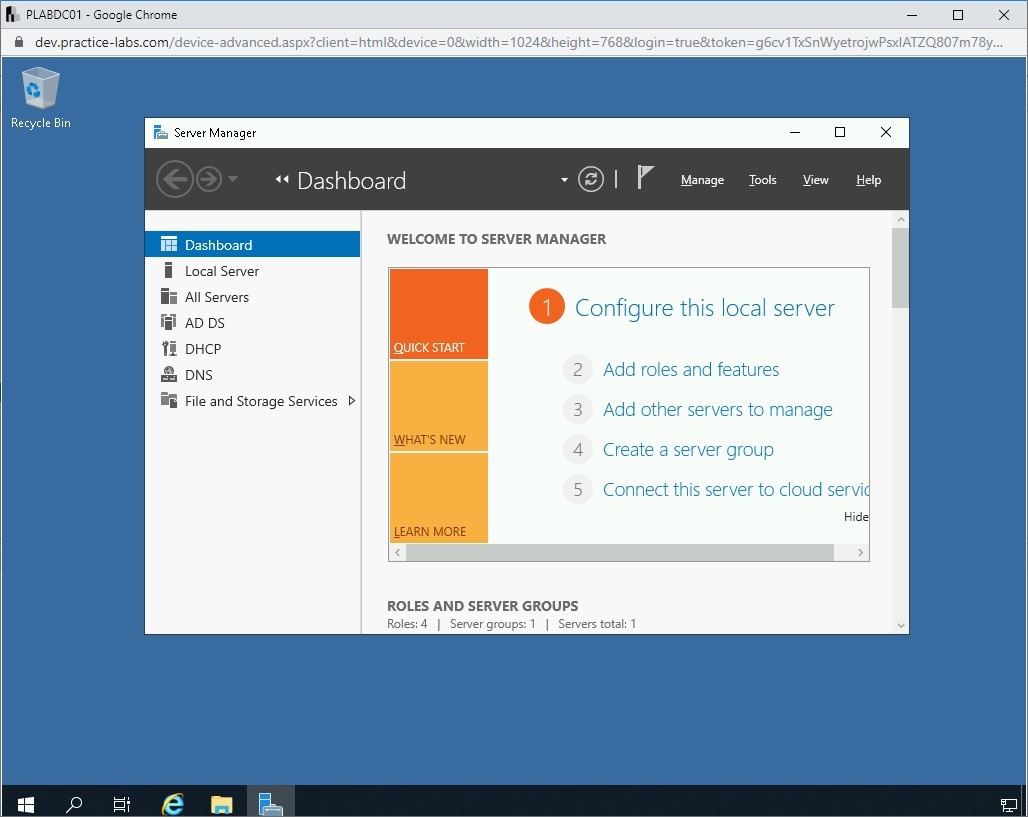 PLABDC01 - Google Chrome
dev.practice-labs.com/device-advanced.aspx?client=html&device=0&width=1024&height=768&login=true&token=g6cv1TxSnWyetrojwPsxIATZQ807m78y...
Recycle Bin
Server Manager
Dashboard
Manage Tools View Help
Dashboard
Local Server
All Servers
AD DS
DHCP
DNS
File and Storage Services
WELCOME TO SERVER MANAGER
QUICK START
WHAT'S NEW
LEARN MORE
1 Configure this local server
2 Add roles and features
3 Add other servers to manage
4 Create a server group
5 Connect this server to cloud servic
Hide
ROLES AND SERVER GROUPS
Roles: 4 | Server groups: 1 | Servers total: 1